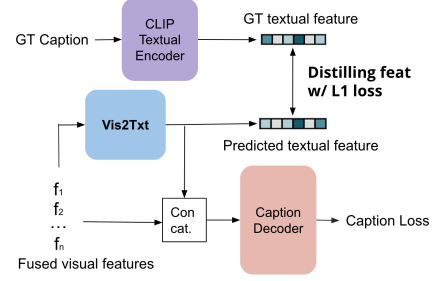 GT Caption
CLIP
Textual
Encoder
GT textual feature
Distilling feat
w/ L1 loss
Vis2Txt
Predicted textual feature
f1
f2
...
fn
Fused visual features
Con
cat.
Caption
Decoder
Caption Loss